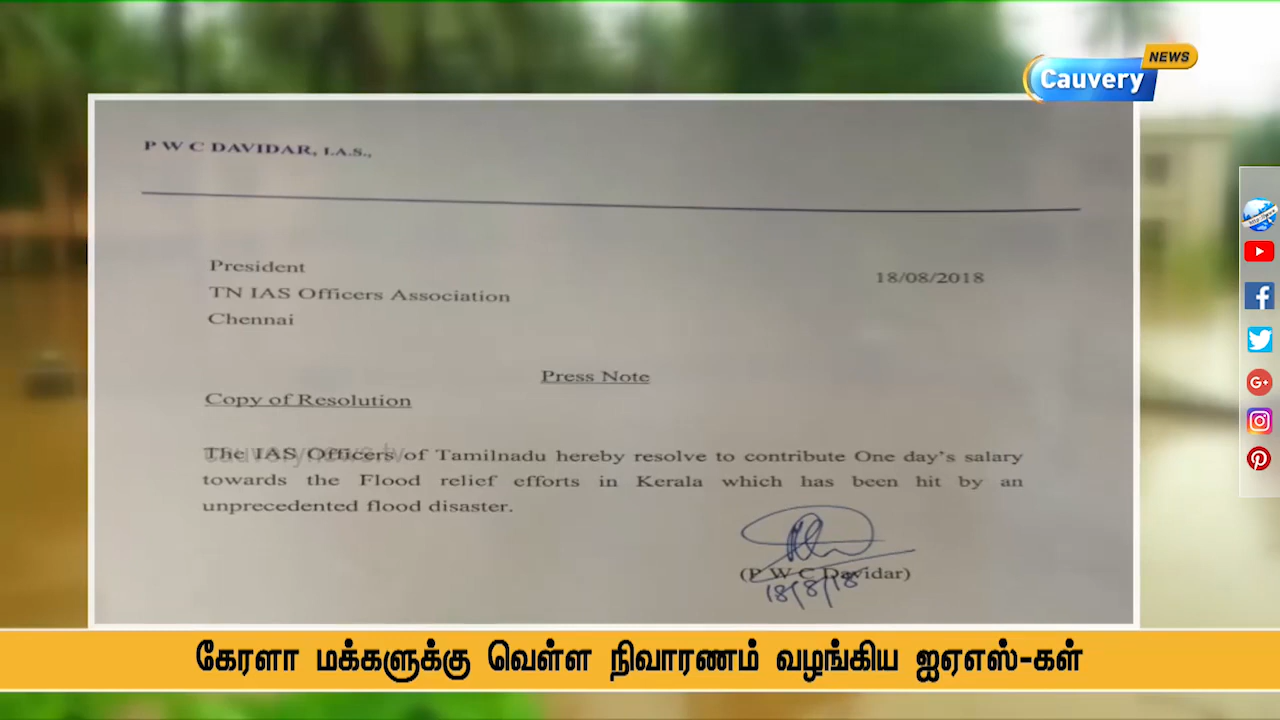 NEWS
Cauvery
P W C DAVIDAR, I.A.S.,
President
18/08/2018
TN IAS Officers Association
Chennai
Press Note
Copy of Resolution
The IAS Officers of Tamilnadu hereby resolve to contribute One day's salary
towards the Flood relief efforts in Kerala which has been hit by an
unprecedented flood disaster.
cauverynews.tv
(P W C Davidar)
18/8/18
கேரளா மக்களுக்கு வெள்ள நிவாரணம் வழங்கிய ஐஏஎஸ்-கள்